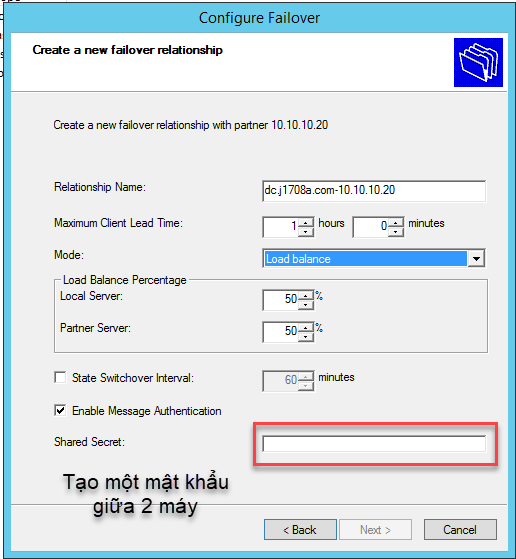 Configure Failover
Create a new failover relationship
Create a new failover relationship with partner 10.10.10.20
Relationship Name: dc.j1708a.com-10.10.10.20
Maximum Client Lead Time: 1 hours 0 minutes
Mode: Load balance
Load Balance Percentage
Local Server: 50 %
Partner Server: 50 %
State Switchover Interval: 60 minutes
Enable Message Authentication
Shared Secret:
Tạo một mật khẩu
giữa 2 máy
< Back Next > Cancel